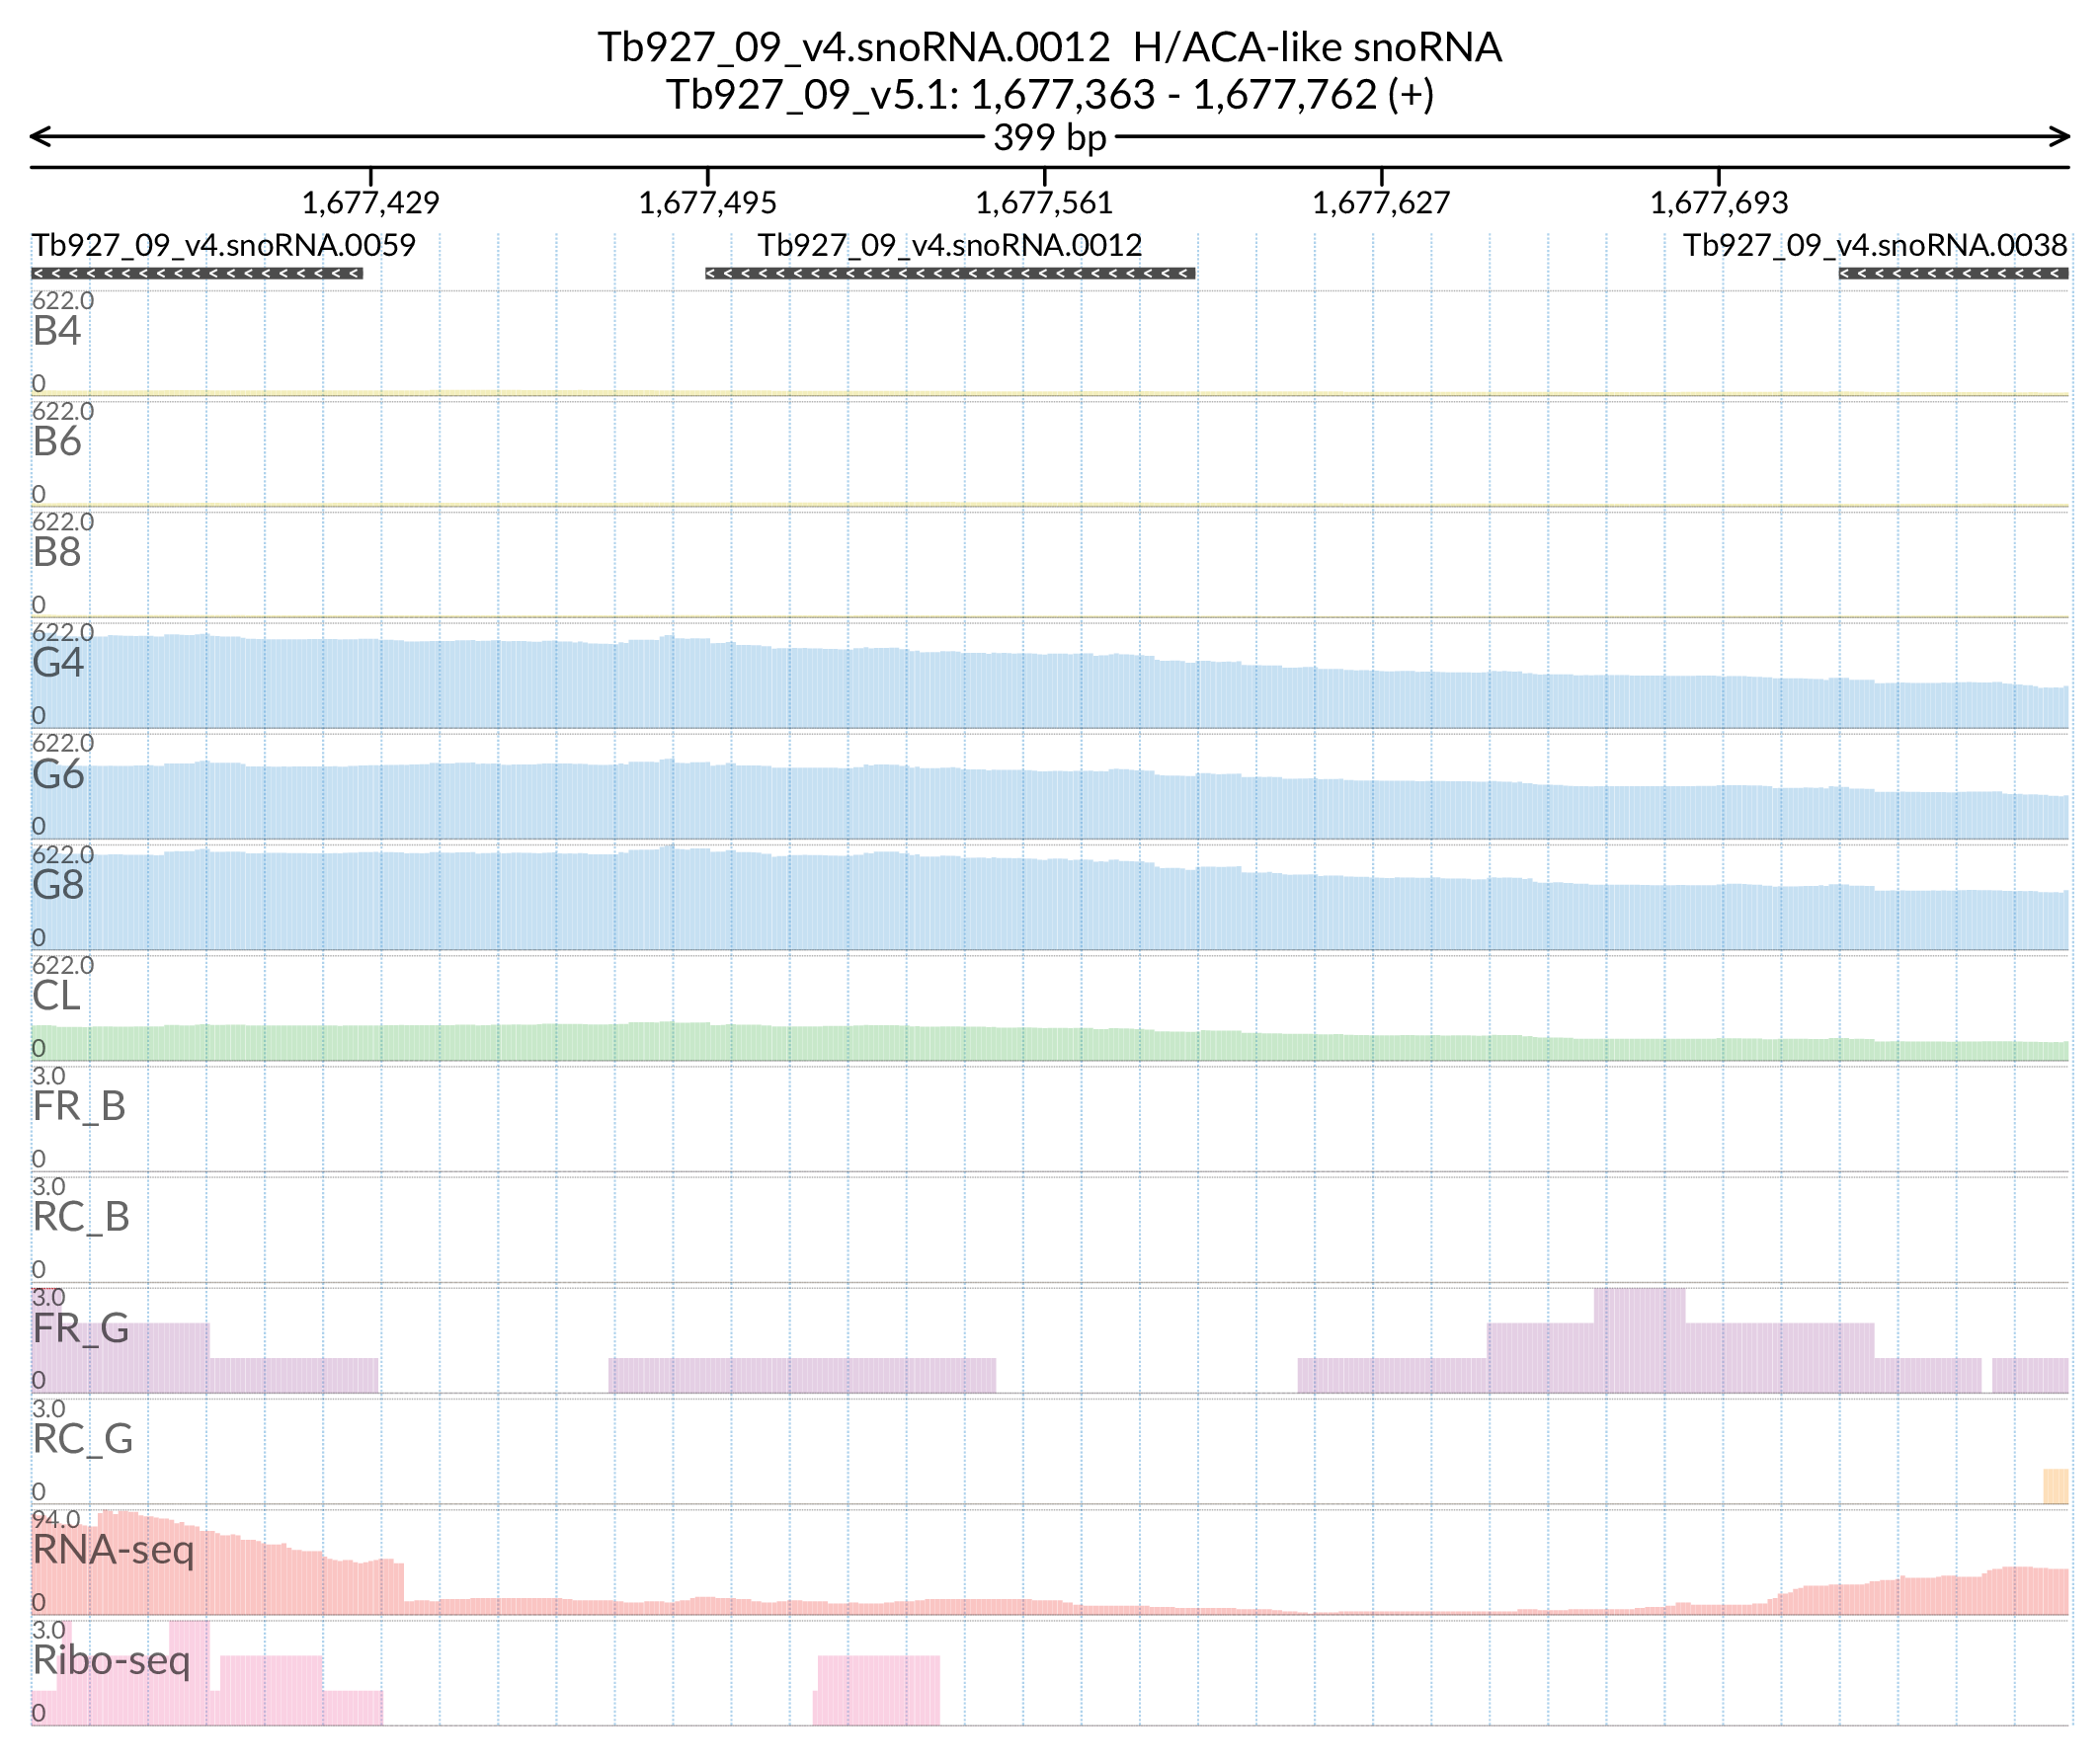 Tb927_09_v4.snoRNA.0012 H/ACA-like snoRNA
Tb927_09_v5.1: 1,677,363 - 1,677,762 (+)
399 bp
1,677,429 1,677,495 1,677,561 1,677,627 1,677,693
Tb927_09_v4.snoRNA.0059 Tb927_09_v4.snoRNA.0012 Tb927_09_v4.snoRNA.0038
622.0
B4
0
622.0
B6
0
622.0
B8
0
622.0
G4
0
622.0
G6
0
622.0
G8
0
622.0
CL
0
3.0
FR_B
0
3.0
RC_B
0
3.0
FR_G
0
3.0
RC_G
0
94.0
RNA-seq
0
3.0
Ribo-seq
0